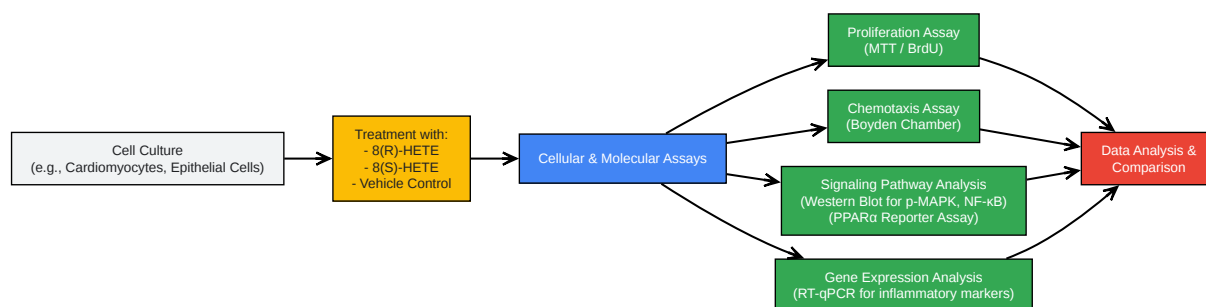 Cell Culture
(e.g., Cardiomyocytes, Epithelial Cells)
Treatment with:
- 8(R)-HETE
- 8(S)-HETE
- Vehicle Control
Cellular & Molecular Assays
Proliferation Assay
(MTT / BrdU)
Chemotaxis Assay
(Boyden Chamber)
Signaling Pathway Analysis
(Western Blot for p-MAPK, NF-κB)
(PPARα Reporter Assay)
Gene Expression Analysis
(RT-qPCR for inflammatory markers)
Data Analysis &
Comparison